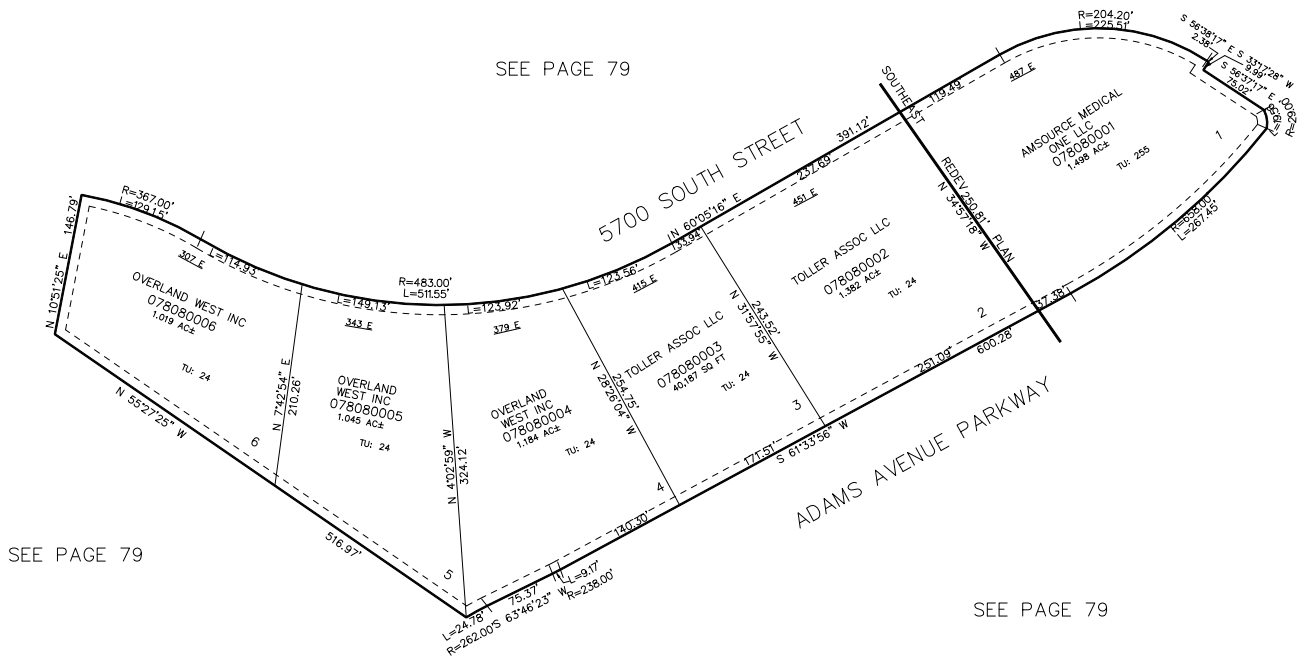 SEE PAGE 79
5700 SOUTH STREET
ADAMS AVENUE PARKWAY
SEE PAGE 79
SEE PAGE 79
SOUTHEAST
REDEV PLAN
N 10°51'25" E 146.79'
R=367.00'
L=129.15'
L=114.93
R=483.00'
L=511.55'
L=149.13'
L=123.92'
L=123.56'
133.94'
N 60°05'16" E
391.12'
237.69'
119.49
R=204.20'
L=225.51'
S 56°38'17" E
2.38'
S 33°17'28" W
9.99'
S 56°37'17" E
75.02'
R=658.00'
L=267.45'
37.38'
250.81'
N 34°57'18" W
251.09'
600.28'
S 61°33'56" W
171.51'
140.30'
L=9.17'
R=238.00'
75.37'
S 63°46'23" W
L=24.78'
R=262.00'
516.97'
N 55°27'25" W
N 7°42'54" E
210.26'
N 4°02'59" W
324.12'
254.75'
N 28°26'04" W
243.52'
N 31°57'55" W
307 E
OVERLAND WEST INC
078080006
1.019 AC±
TU: 24
6
343 E
OVERLAND
WEST INC
078080005
1.045 AC±
TU: 24
5
379 E
OVERLAND
WEST INC
078080004
1.184 AC±
TU: 24
4
415 E
TOLLER ASSOC LLC
078080003
40,187 SQ FT
TU: 24
3
451 E
TOLLER ASSOC LLC
078080002
1.382 AC±
TU: 24
2
487 E
AMSOURCE MEDICAL
ONE LLC
078080001
1.498 AC±
TU: 255
1